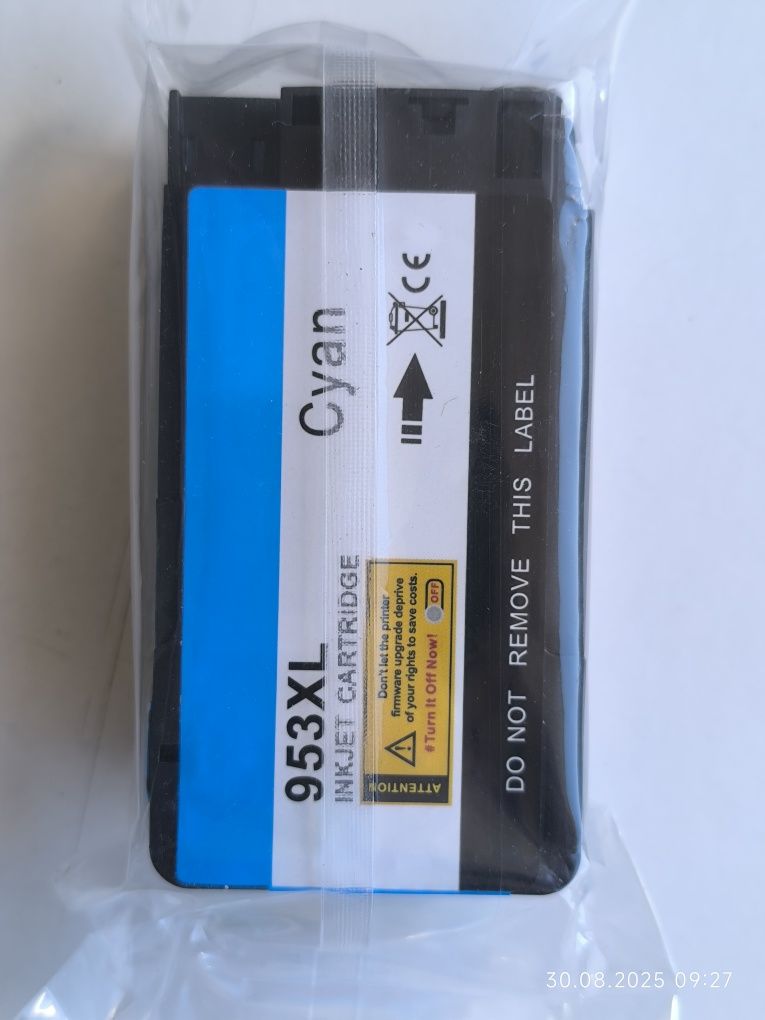 953XL
Cyan
INKJET CARTRIDGE
CE
ATTENTION
Don't let the printer
firmware upgrade deprive
of your rights to save costs.
#Turn It Off Now!
OFF
DO NOT REMOVE THIS LABEL
30.08.2025 09:27